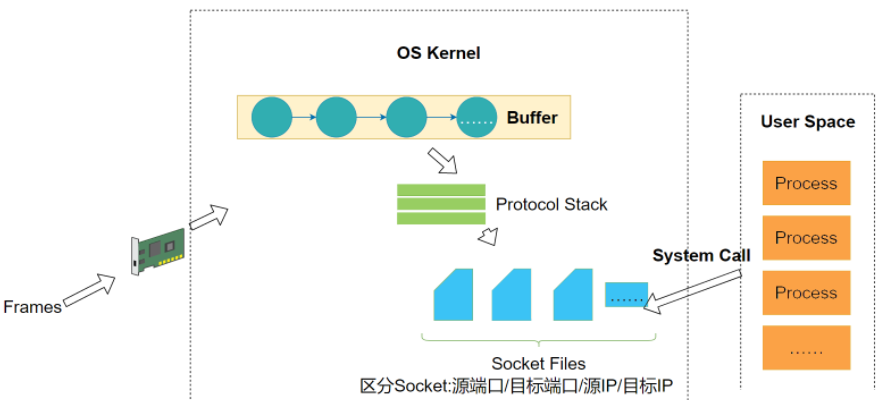 OS Kernel
......
Buffer
User Space
Process
Protocol Stack
Process
System Call
Process
......
Frames
......
Socket Files
区分Socket:源端口/目标端口/源IP/目标IP